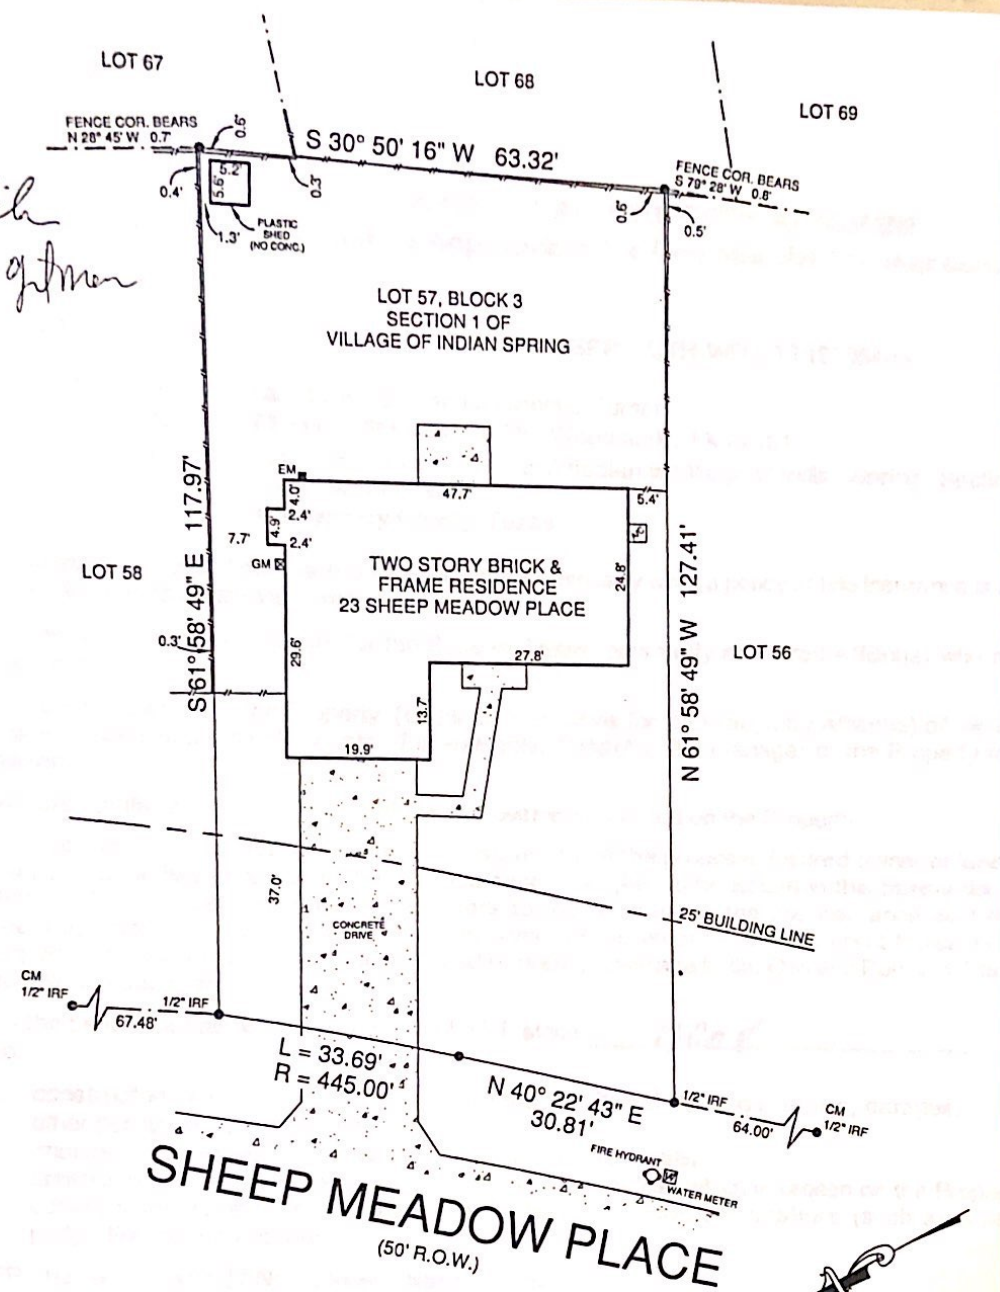 LOT 67
LOT 68
LOT 69
FENCE COR. BEARS
N 28° 45' W 0.7'
0.6'
S 30° 50' 16" W 63.32'
FENCE COR. BEARS
S 79° 28' W 0.8'
0.4'
5.2'
5.6'
0.3'
0.6'
0.5'
1.3'
PLASTIC
SHED
(NO CONC.)
LOT 57, BLOCK 3
SECTION 1 OF
VILLAGE OF INDIAN SPRING
EM
4.0'
47.7'
5.4'
2.4'
4.9'
2.4'
7.7'
GM
TWO STORY BRICK &
FRAME RESIDENCE
23 SHEEP MEADOW PLACE
24.8'
LOT 58
S 61° 58' 49" E 117.97'
N 61° 58' 49" W 127.41'
0.3'
29.6'
27.8'
LOT 56
13.7'
19.9'
37.0'
CONCRETE
DRIVE
25' BUILDING LINE
CM
1/2" IRF
67.48'
1/2" IRF
L = 33.69'
R = 445.00'
N 40° 22' 43" E
30.81'
1/2" IRF
64.00'
CM
1/2" IRF
FIRE HYDRANT
WATER METER
SHEEP MEADOW PLACE
(50' R.O.W.)